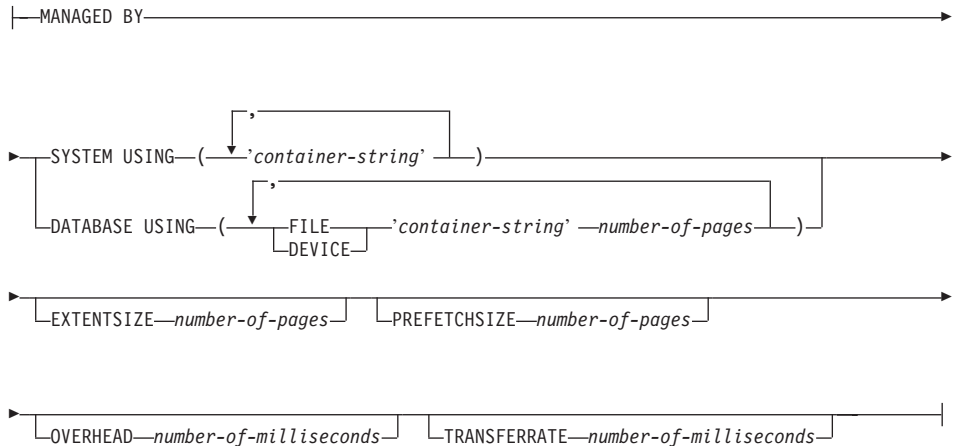 MANAGED BY
,
SYSTEM USING ( 'container-string' )
,
DATABASE USING ( FILE 'container-string' number-of-pages )
DEVICE
EXTENTSIZE number-of-pages PREFETCHSIZE number-of-pages
OVERHEAD number-of-milliseconds TRANSFERRATE number-of-milliseconds